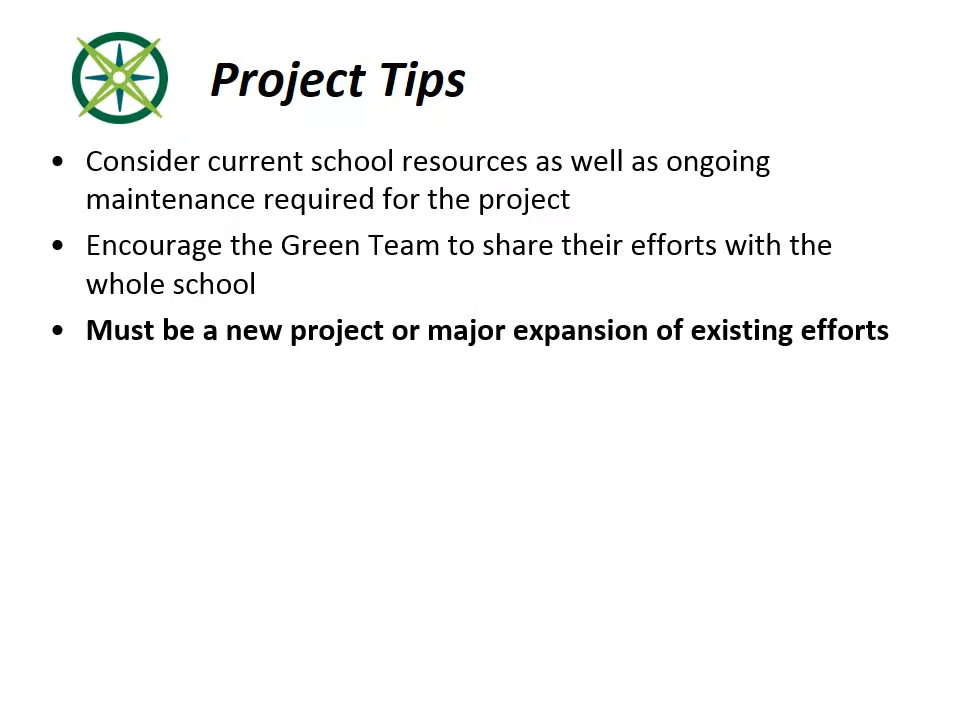 Project Tips
• Consider current school resources as well as ongoing
maintenance required for the project
• Encourage the Green Team to share their efforts with the
whole school
• Must be a new project or major expansion of existing efforts